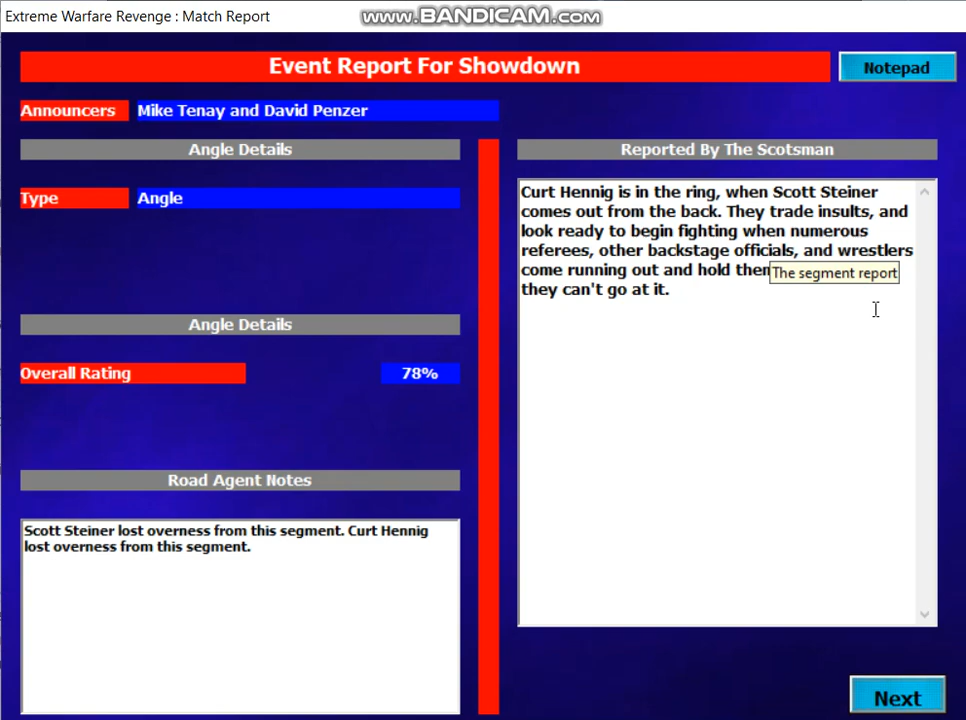 Extreme Warfare Revenge : Match Report
www.BANDICAM.com
Event Report For Showdown
Notepad
Announcers
Mike Tenay and David Penzer
Angle Details
Reported By The Scotsman
Type
Angle
Curt Hennig is in the ring, when Scott Steiner
comes out from the back. They trade insults, and
look ready to begin fighting when numerous
referees, other backstage officials, and wrestlers
come running out and hold
The segment report
they can't go at it.
Angle Details
Overall Rating
78%
Road Agent Notes
Scott Steiner lost overness from this segment. Curt Hennig
lost overness from this segment.
Next